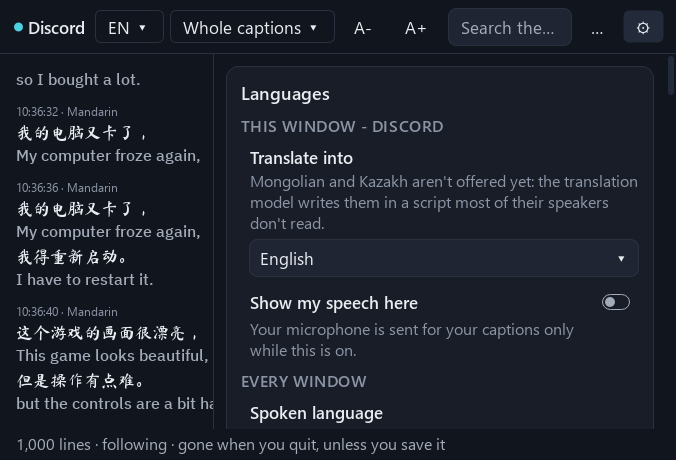 Discord EN Whole captions A- A+ Search the... ...
so I bought a lot.
10:36:32 · Mandarin
我的电脑又卡了，
My computer froze again,
10:36:36 · Mandarin
我的电脑又卡了，
My computer froze again,
我得重新启动。
I have to restart it.
10:36:40 · Mandarin
这个游戏的画面很漂亮，
This game looks beautiful,
但是操作有点难。
but the controls are a bit
Languages
THIS WINDOW - DISCORD
Translate into
Mongolian and Kazakh aren't offered yet: the translation
model writes them in a script most of their speakers
don't read.
English
Show my speech here
Your microphone is sent for your captions only
while this is on.
EVERY WINDOW
Spoken language
1,000 lines · following · gone when you quit, unless you save it